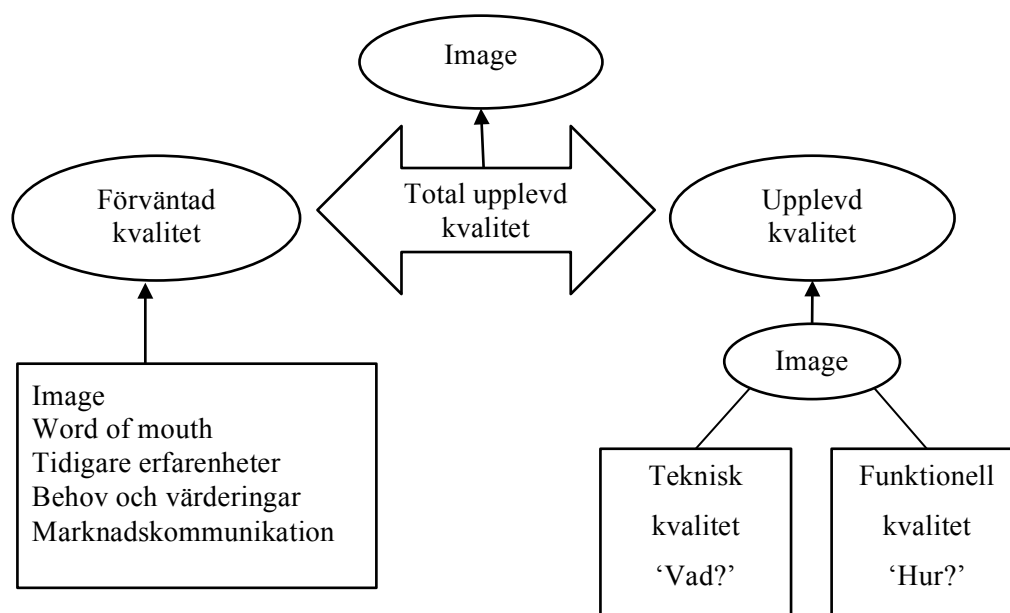 Image
Förväntad
kvalitet
Total upplevd
kvalitet
Upplevd
kvalitet
Image
Image
Word of mouth
Tidigare erfarenheter
Behov och värderingar
Marknadskommunikation
Teknisk
kvalitet
‘Vad?’
Funktionell
kvalitet
‘Hur?’